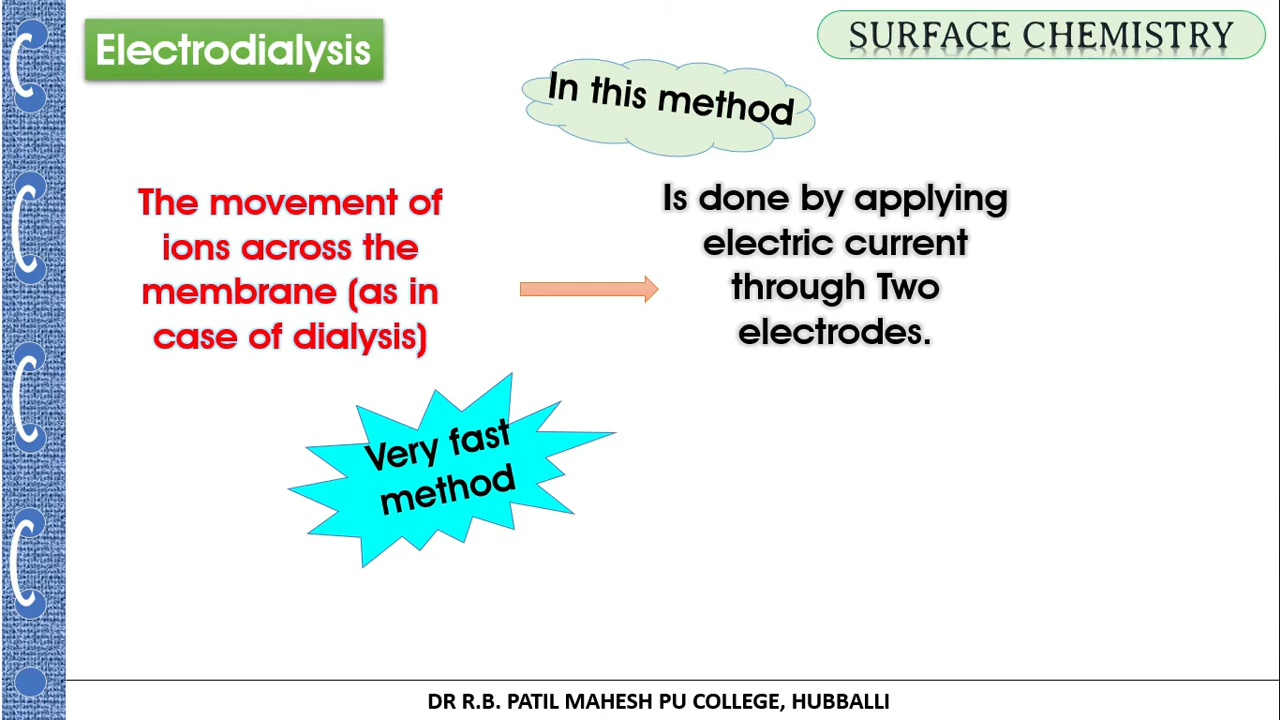 Electrodialysis
SURFACE CHEMISTRY
In this method
The movement of
ions across the
membrane (as in
case of dialysis)
Is done by applying
electric current
through Two
electrodes.
Very fast
method
DR R.B. PATIL MAHESH PU COLLEGE, HUBBALLI